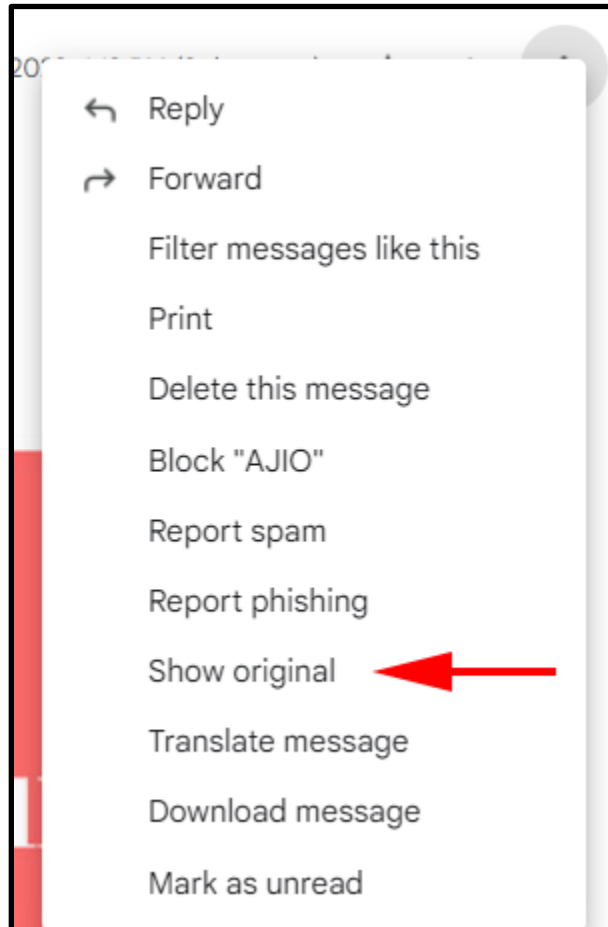 Reply
Forward
Filter messages like this
Print
Delete this message
Block "AJIO"
Report spam
Report phishing
Show original
Translate message
Download message
Mark as unread